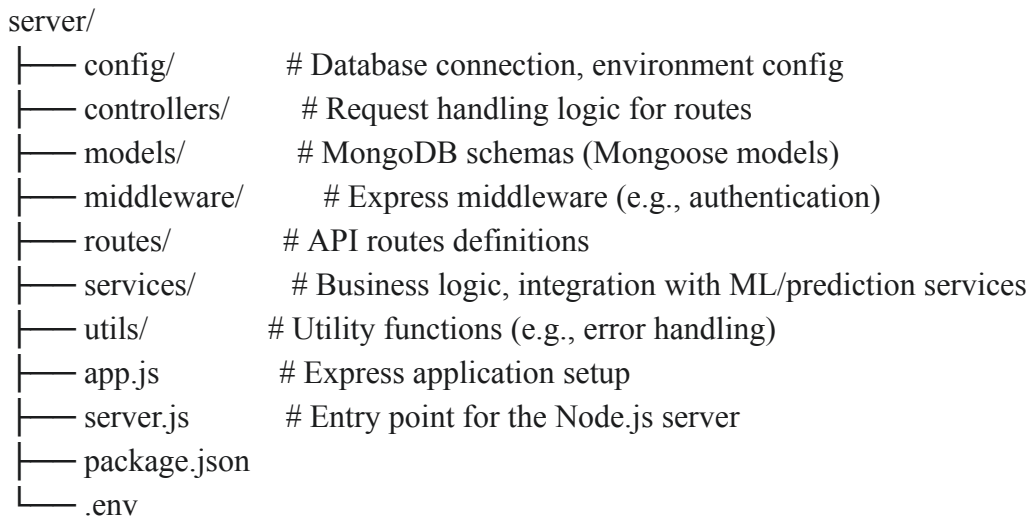 server/
├── config/ # Database connection, environment config
├── controllers/ # Request handling logic for routes
├── models/ # MongoDB schemas (Mongoose models)
├── middleware/ # Express middleware (e.g., authentication)
├── routes/ # API routes definitions
├── services/ # Business logic, integration with ML/prediction services
├── utils/ # Utility functions (e.g., error handling)
├── app.js # Express application setup
├── server.js # Entry point for the Node.js server
├── package.json
└── .env